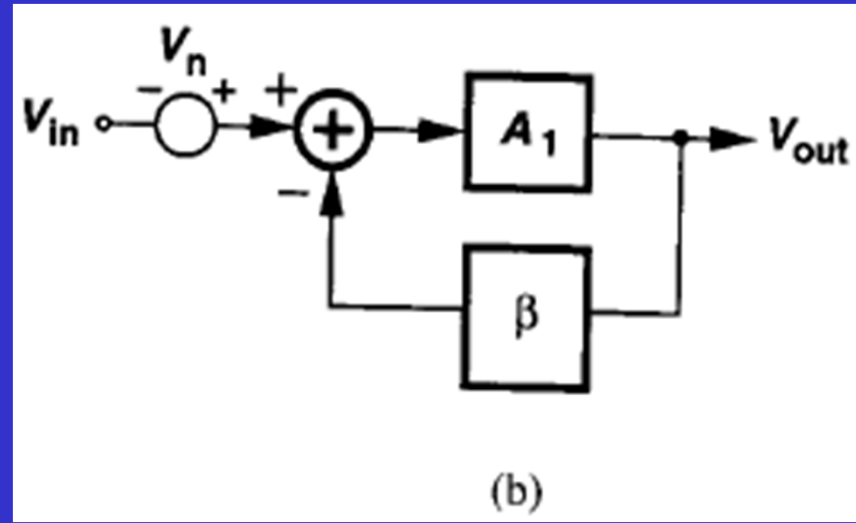 Vn
− + +
Vin + A1 Vout
−
β
(b)